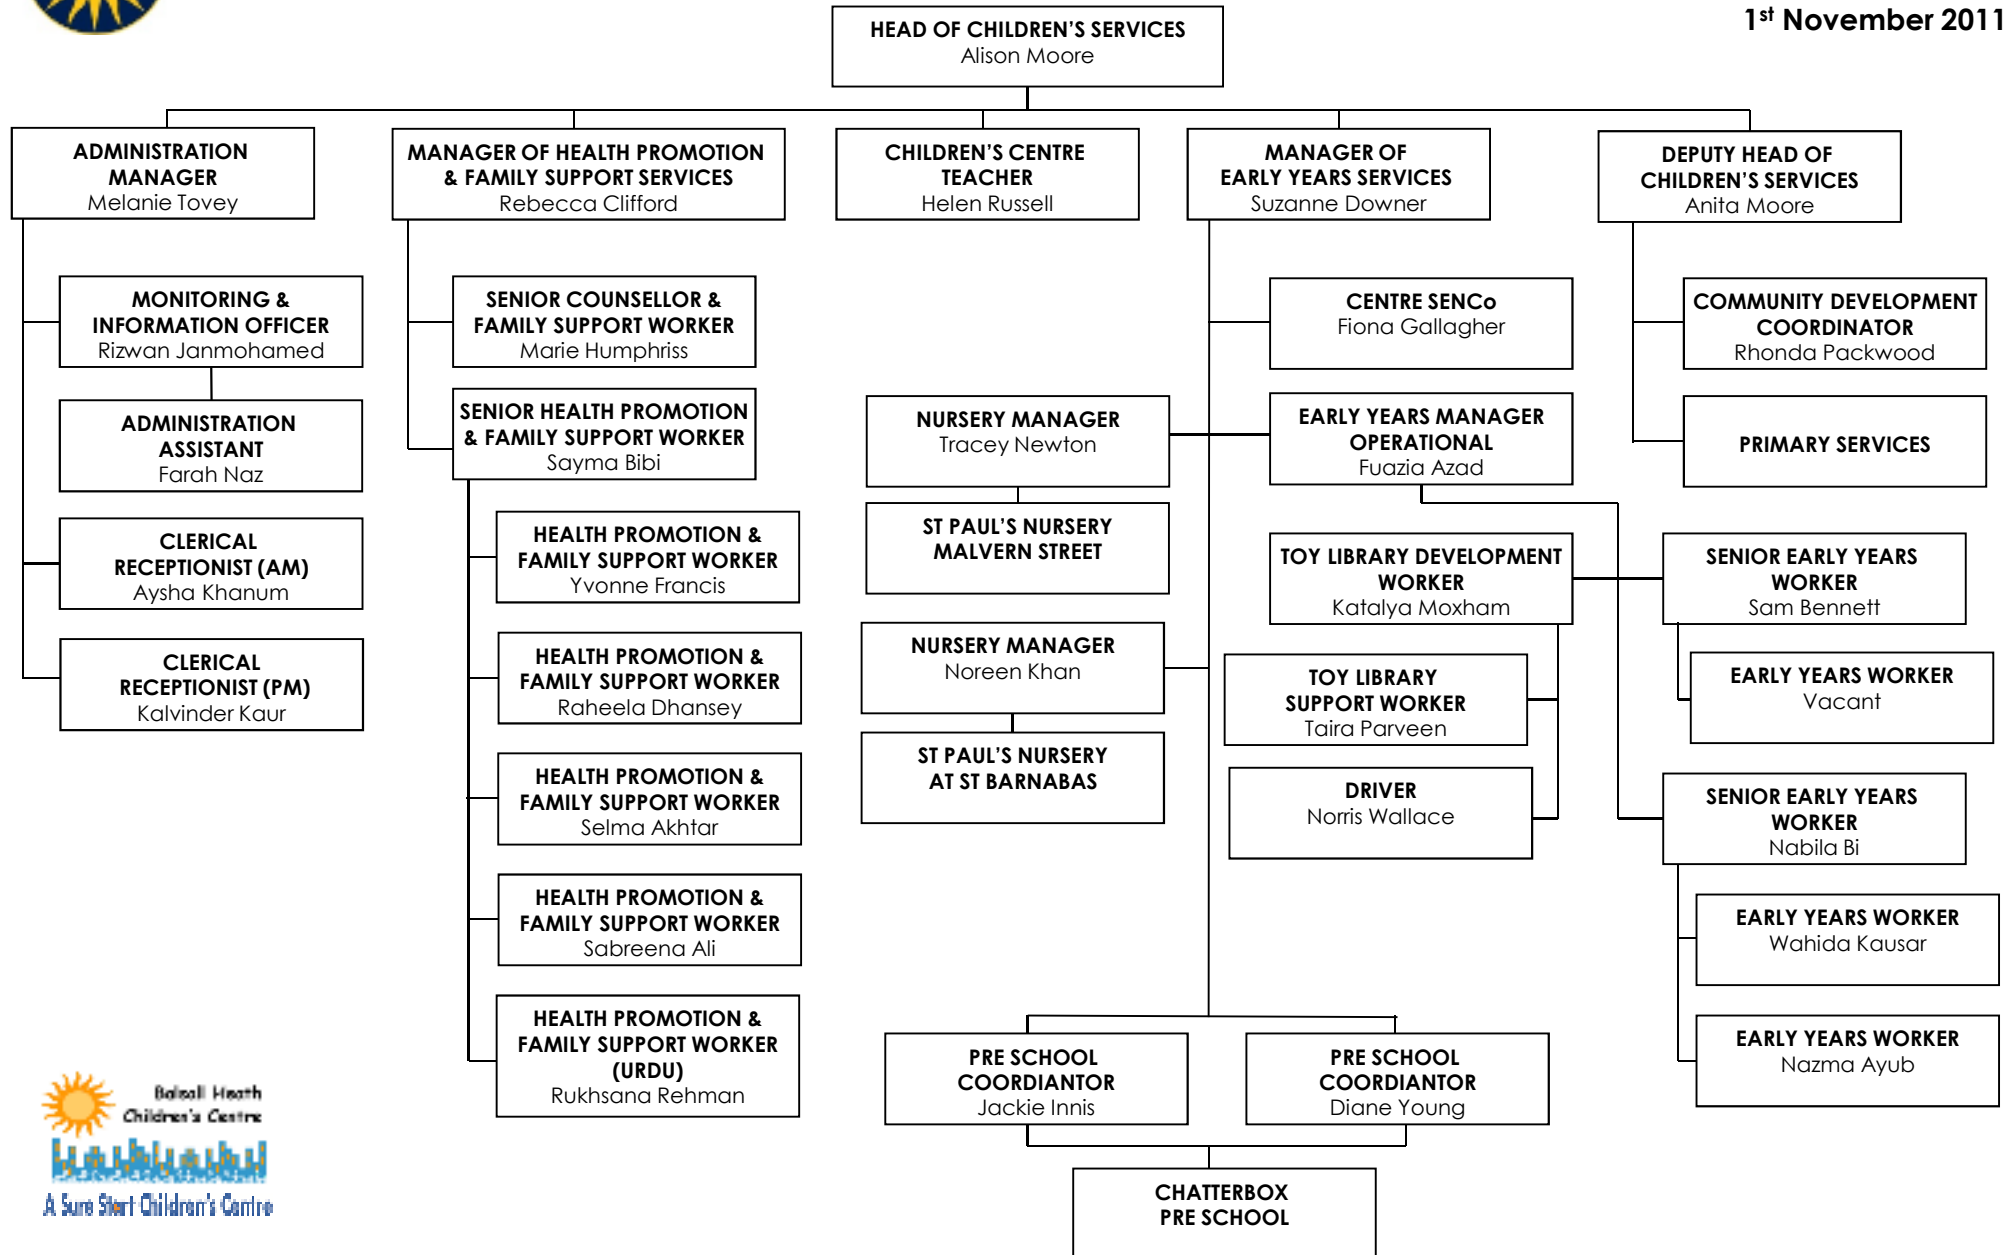 1st November 2011
HEAD OF CHILDREN'S SERVICES
Alison Moore
ADMINISTRATION
MANAGER
Melanie Tovey
MANAGER OF HEALTH PROMOTION
& FAMILY SUPPORT SERVICES
Rebecca Clifford
CHILDREN'S CENTRE
TEACHER
Helen Russell
MANAGER OF
EARLY YEARS SERVICES
Suzanne Downer
DEPUTY HEAD OF
CHILDREN'S SERVICES
Anita Moore
MONITORING &
INFORMATION OFFICER
Rizwan Janmohamed
ADMINISTRATION
ASSISTANT
Farah Naz
CLERICAL
RECEPTIONIST (AM)
Aysha Khanum
CLERICAL
RECEPTIONIST (PM)
Kalvinder Kaur
SENIOR COUNSELLOR &
FAMILY SUPPORT WORKER
Marie Humphriss
SENIOR HEALTH PROMOTION
& FAMILY SUPPORT WORKER
Sayma Bibi
HEALTH PROMOTION &
FAMILY SUPPORT WORKER
Yvonne Francis
HEALTH PROMOTION &
FAMILY SUPPORT WORKER
Raheela Dhansey
HEALTH PROMOTION &
FAMILY SUPPORT WORKER
Selma Akhtar
HEALTH PROMOTION &
FAMILY SUPPORT WORKER
Sabreena Ali
HEALTH PROMOTION &
FAMILY SUPPORT WORKER
(URDU)
Rukhsana Rehman
NURSERY MANAGER
Tracey Newton
ST PAUL'S NURSERY
MALVERN STREET
NURSERY MANAGER
Noreen Khan
ST PAUL'S NURSERY
AT ST BARNABAS
CENTRE SENCo
Fiona Gallagher
EARLY YEARS MANAGER
OPERATIONAL
Fuazia Azad
TOY LIBRARY DEVELOPMENT
WORKER
Katalya Moxham
TOY LIBRARY
SUPPORT WORKER
Taira Parveen
DRIVER
Norris Wallace
COMMUNITY DEVELOPMENT
COORDINATOR
Rhonda Packwood
PRIMARY SERVICES
SENIOR EARLY YEARS
WORKER
Sam Bennett
EARLY YEARS WORKER
Vacant
SENIOR EARLY YEARS
WORKER
Nabila Bi
EARLY YEARS WORKER
Wahida Kausar
EARLY YEARS WORKER
Nazma Ayub
PRE SCHOOL
COORDIANTOR
Jackie Innis
PRE SCHOOL
COORDIANTOR
Diane Young
CHATTERBOX
PRE SCHOOL
Balsall Heath
Children's Centre
A Sure Start Children's Centre